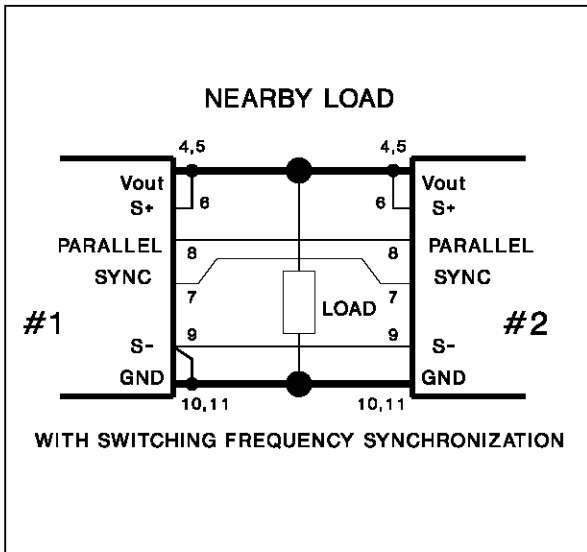 NEARBY LOAD
4,5 4,5
Vout Vout
S+ 6 6 S+
PARALLEL 8 8 PARALLEL
SYNC 7 7 SYNC
LOAD
#1 #2
S- 9 9 S-
GND GND
10,11 10,11
WITH SWITCHING FREQUENCY SYNCHRONIZATION